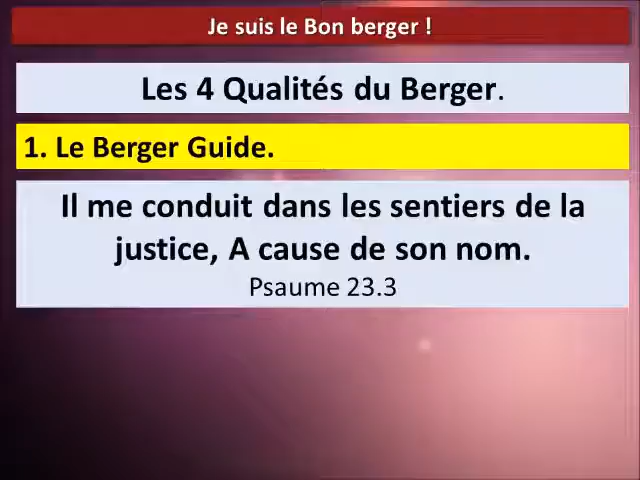 Je suis le Bon berger !
Les 4 Qualités du Berger.
1. Le Berger Guide.
Il me conduit dans les sentiers de la
justice, A cause de son nom.
Psaume 23.3